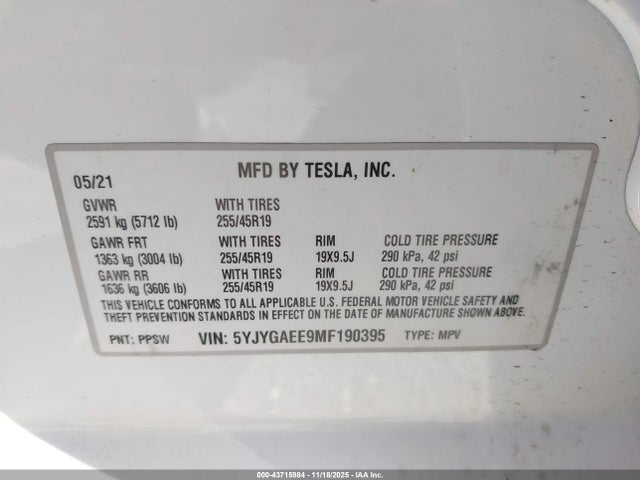 MFD BY TESLA, INC.
05/21
GVWR WITH TIRES
2591 kg (5712 lb) 255/45R19
GAWR FRT WITH TIRES RIM COLD TIRE PRESSURE
1363 kg (3004 lb) 255/45R19 19X9.5J 290 kPa, 42 psi
GAWR RR WITH TIRES RIM COLD TIRE PRESSURE
1636 kg (3606 lb) 255/45R19 19X9.5J 290 kPa, 42 psi
THIS VEHICLE CONFORMS TO ALL APPLICABLE U.S. FEDERAL MOTOR VEHICLE SAFETY AND
THEFT PREVENTION STANDARDS IN EFFECT ON THE DATE OF MANUFACTURE SHOWN ABOVE.
PNT: PPSW VIN: 5YJYGAEE9MF190395 TYPE: MPV
000-43715984 - 11/18/2025 - IAAI.COM